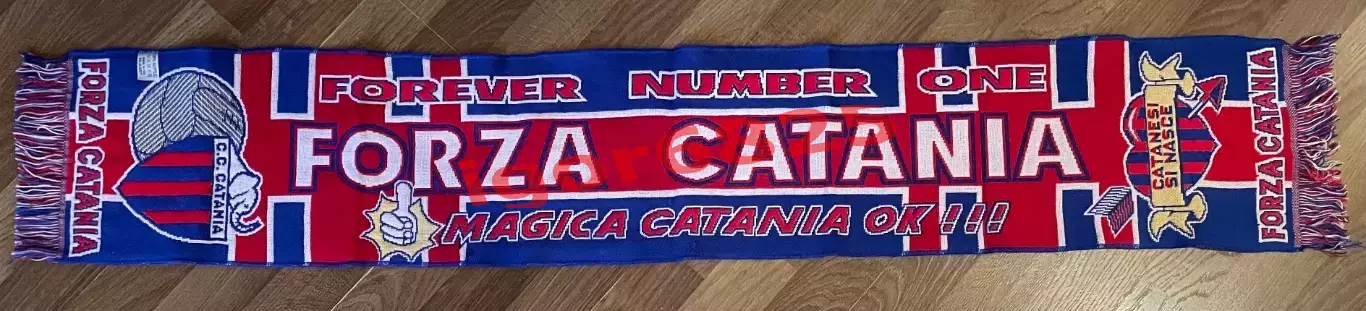 FORZA CATANIA
C.C. CATANIA
FOREVER NUMBER ONE
FORZA CATANIA
MAGICA CATANIA OK !!!
CATANESI
SI NASCE
FORZA CATANIA